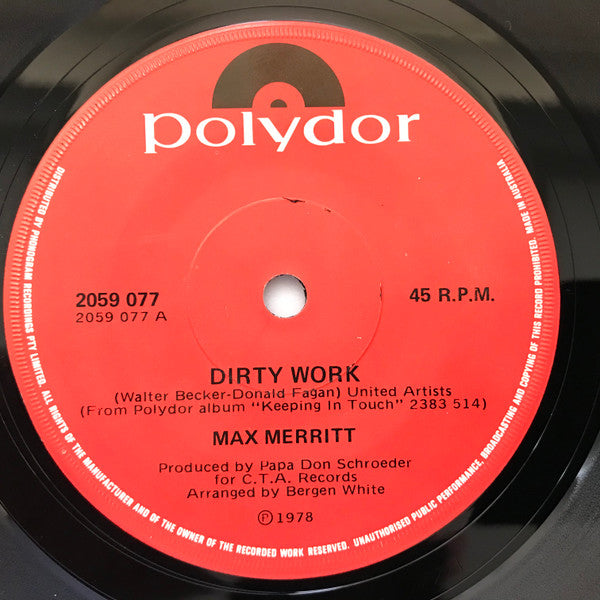 polydor
2059 077
2059 077 A
45 R.P.M.
DIRTY WORK
(Walter Becker-Donald Fagan) United Artists
(From Polydor album "Keeping In Touch" 2383 514)
MAX MERRITT
Produced by Papa Don Schroeder
for C.T.A. Records
Arranged by Bergen White
Ⓟ 1978
DISTRIBUTED BY PHONOGRAM RECORDINGS PTY LIMITED. ALL RIGHTS OF THE MANUFACTURER AND OF THE OWNER OF THE RECORDED WORK RESERVED. UNAUTHORISED PUBLIC PERFORMANCE, BROADCASTING AND COPYING OF THIS RECORD PROHIBITED. MADE IN AUSTRALIA